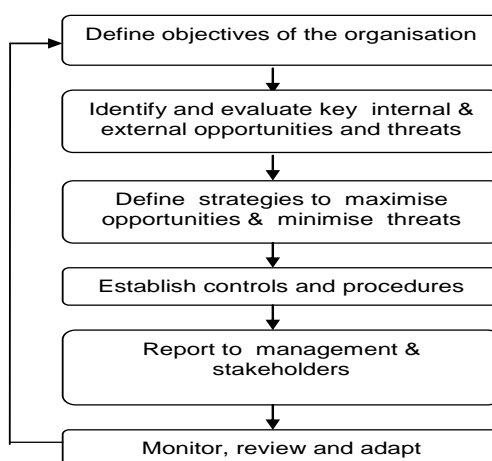 Define objectives of the organisation
Identify and evaluate key internal &
external opportunities and threats
Define strategies to maximise
opportunities & minimise threats
Establish controls and procedures
Report to management &
stakeholders
Monitor, review and adapt